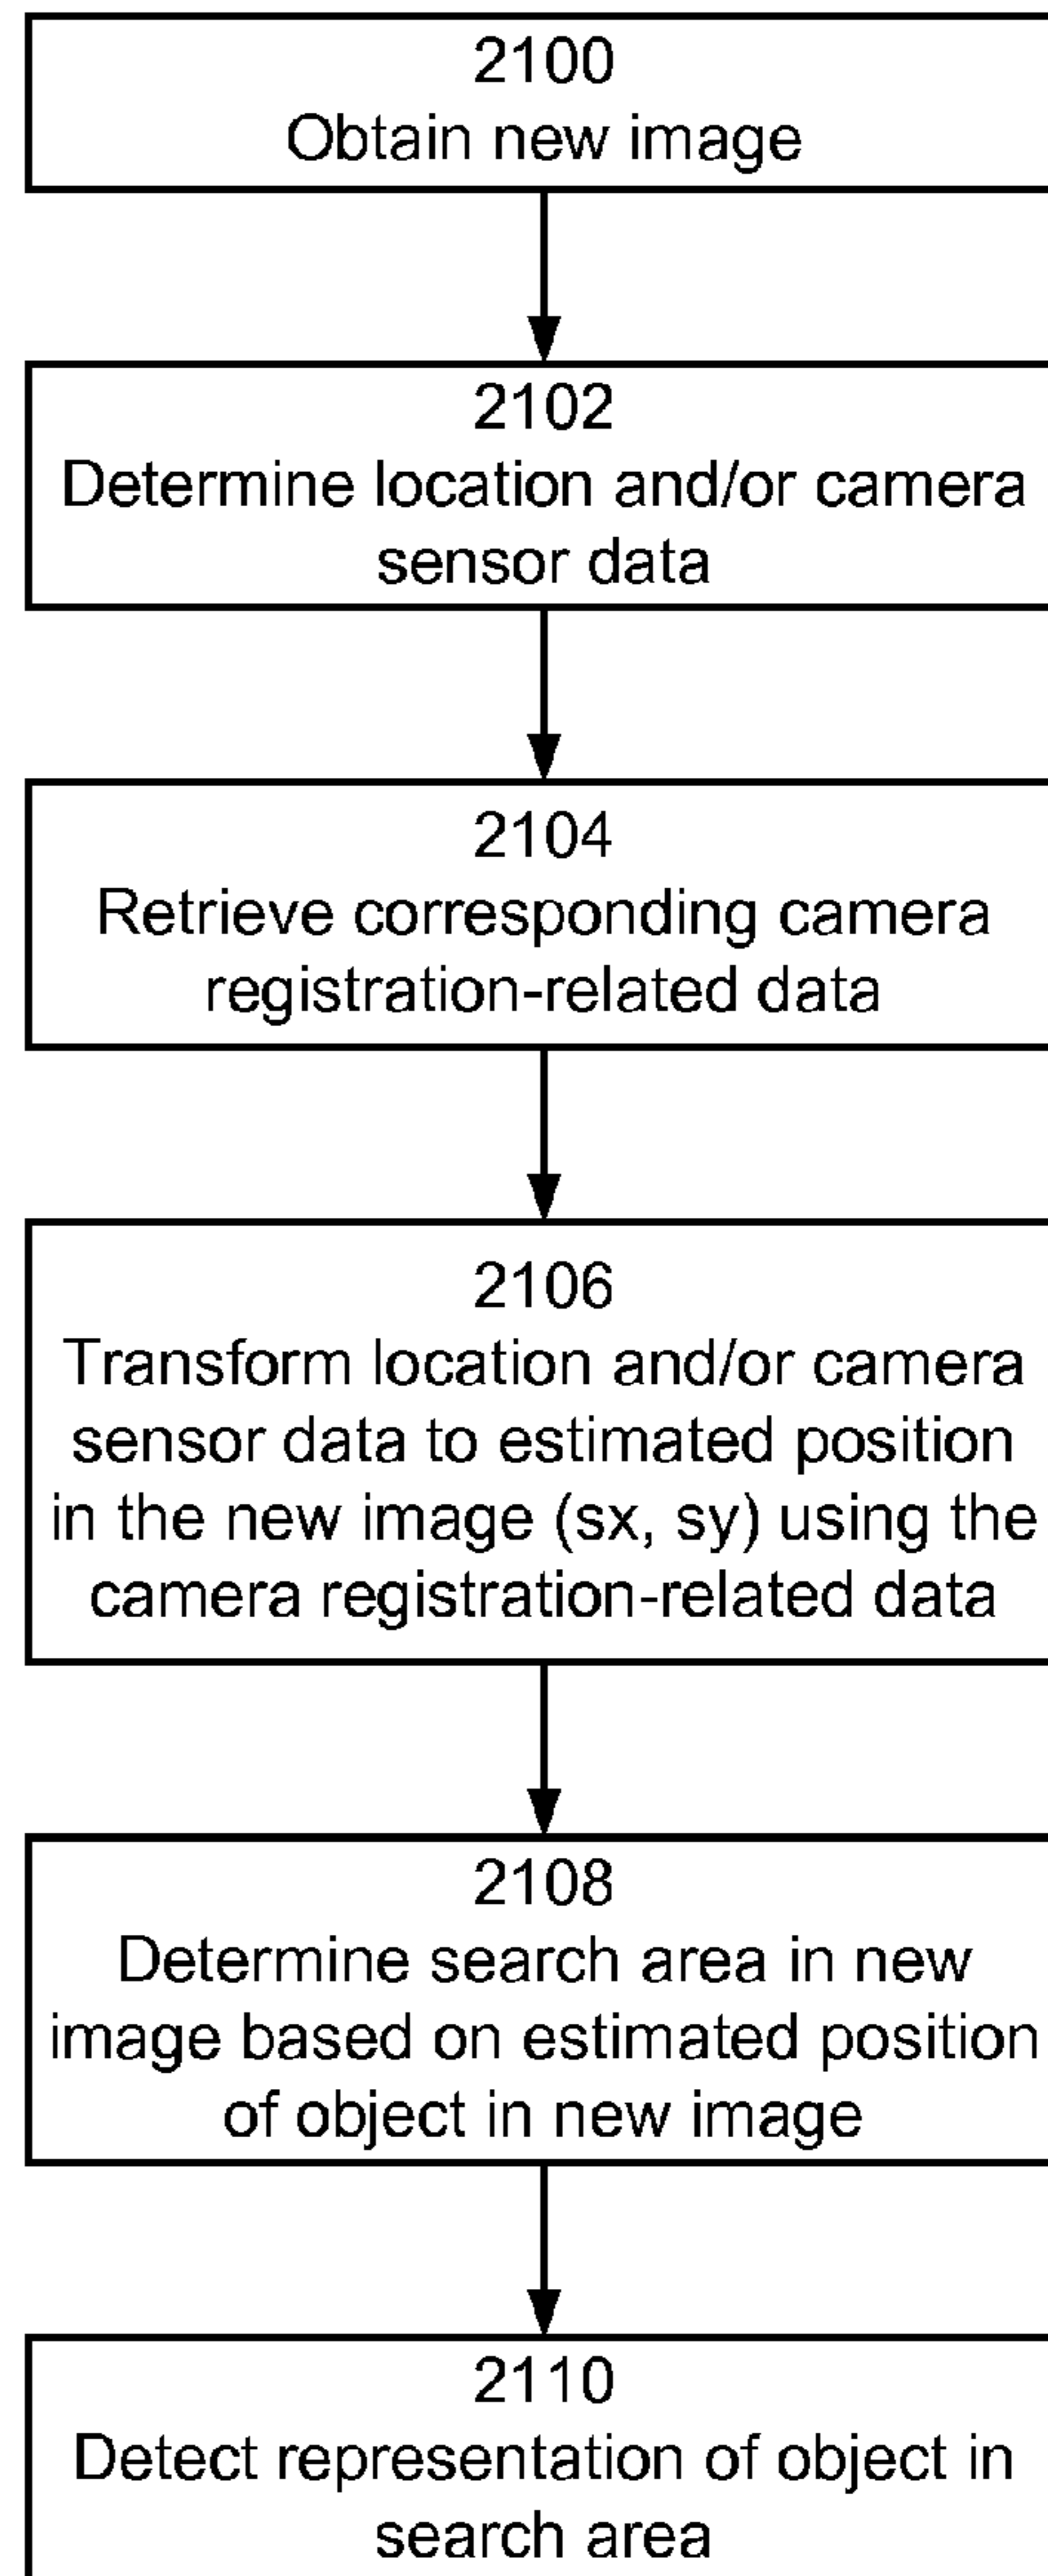 2100
Obtain new image
2102
Determine location and/or camera
sensor data
2104
Retrieve corresponding camera
registration-related data
2106
Transform location and/or camera
sensor data to estimated position
in the new image (sx, sy) using the
camera registration-related data
2108
Determine search area in new
image based on estimated position
of object in new image
2110
Detect representation of object in
search area